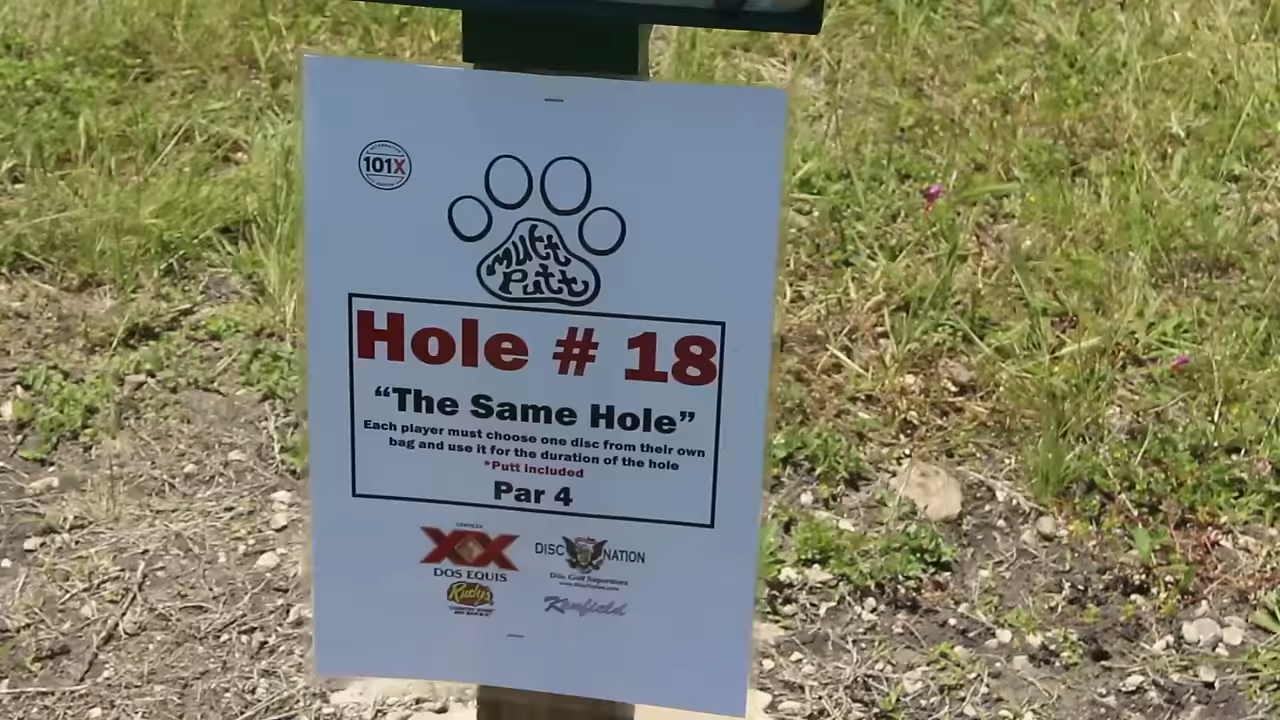 101X
Mutt
Putt
Hole # 18
“The Same Hole”
Each player must choose one disc from their own
bag and use it for the duration of the hole
*Putt included
Par 4
CERVEZA
XX
DOS EQUIS
DISC NATION
Disc Golf Superstore
Rudy's
Kenfield